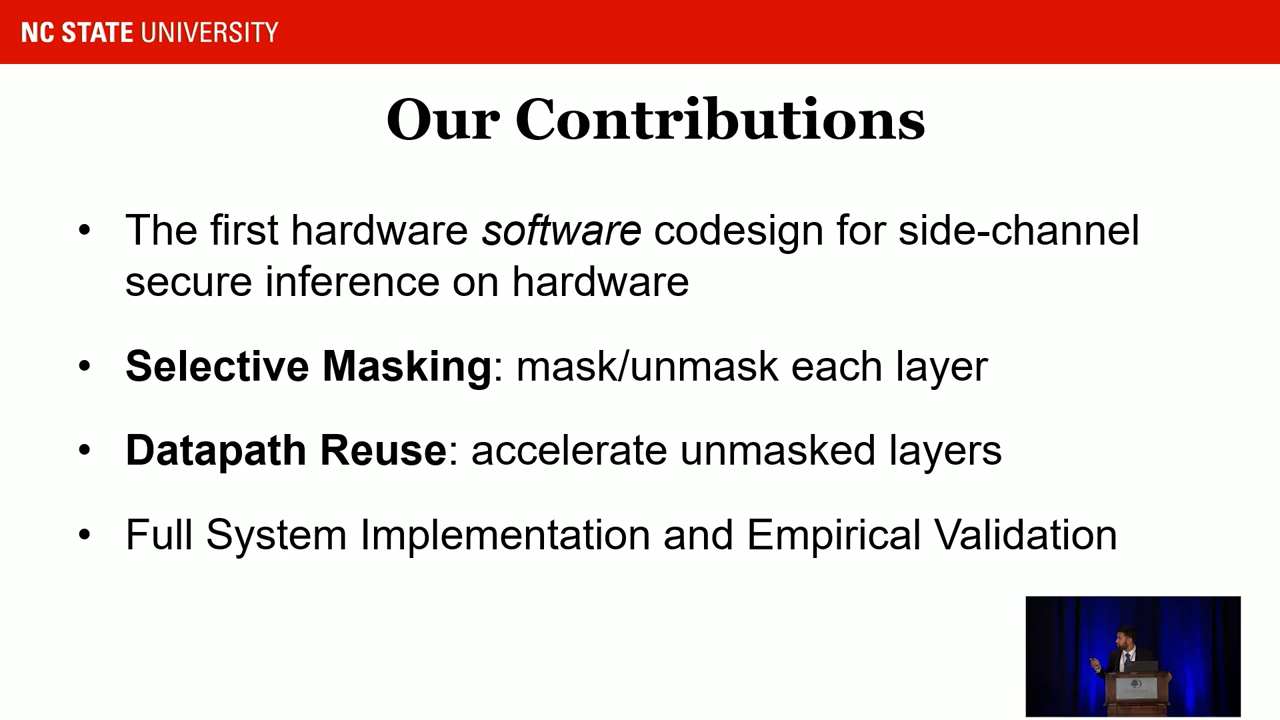 NC STATE UNIVERSITY
Our Contributions
• The first hardware software codesign for side-channel
secure inference on hardware
• Selective Masking: mask/unmask each layer
• Datapath Reuse: accelerate unmasked layers
• Full System Implementation and Empirical Validation